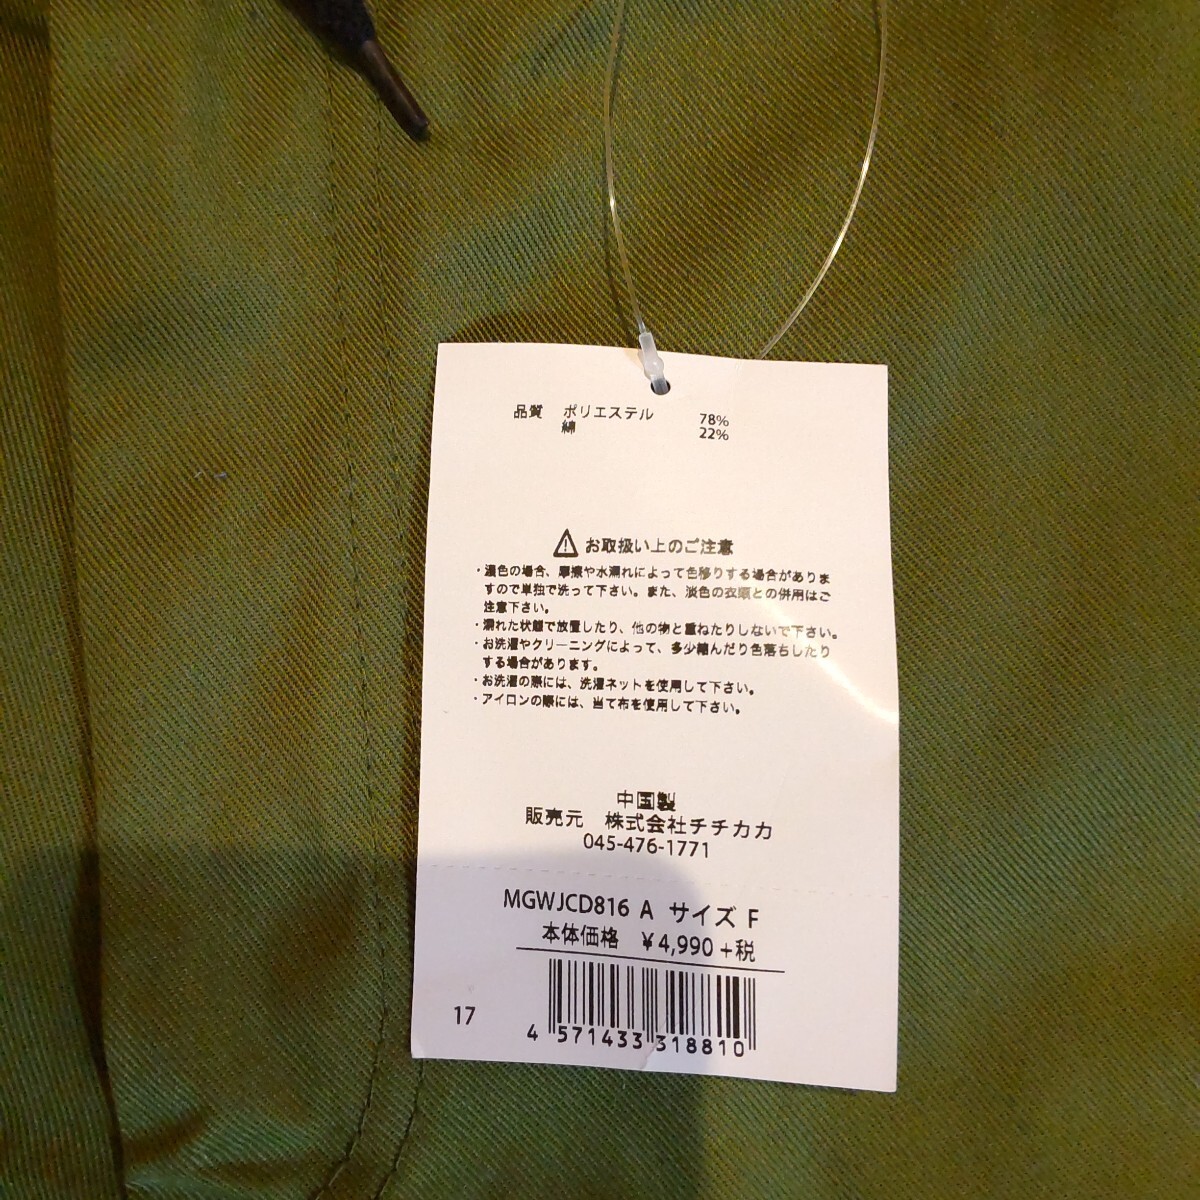 品質 ポリエステル 78%
綿 22%
お取扱い上のご注意
・濃色の場合、摩擦や水濡れによって色移りする場合がありま
すので単独で洗って下さい。また、淡色の衣類との併用はご
注意下さい。
・濡れた状態で放置したり、他の物と重ねたりしないで下さい。
・お洗濯やクリーニングによって、多少縮んだり色落ちしたり
する場合があります。
・お洗濯の際には、洗濯ネットを使用して下さい。
・アイロンの際には、当て布を使用して下さい。
中国製
販売元 株式会社チチカカ
045-476-1771
MGWJCD816 A サイズ F
本体価格 ¥4,990+税
17
4 571433 318810